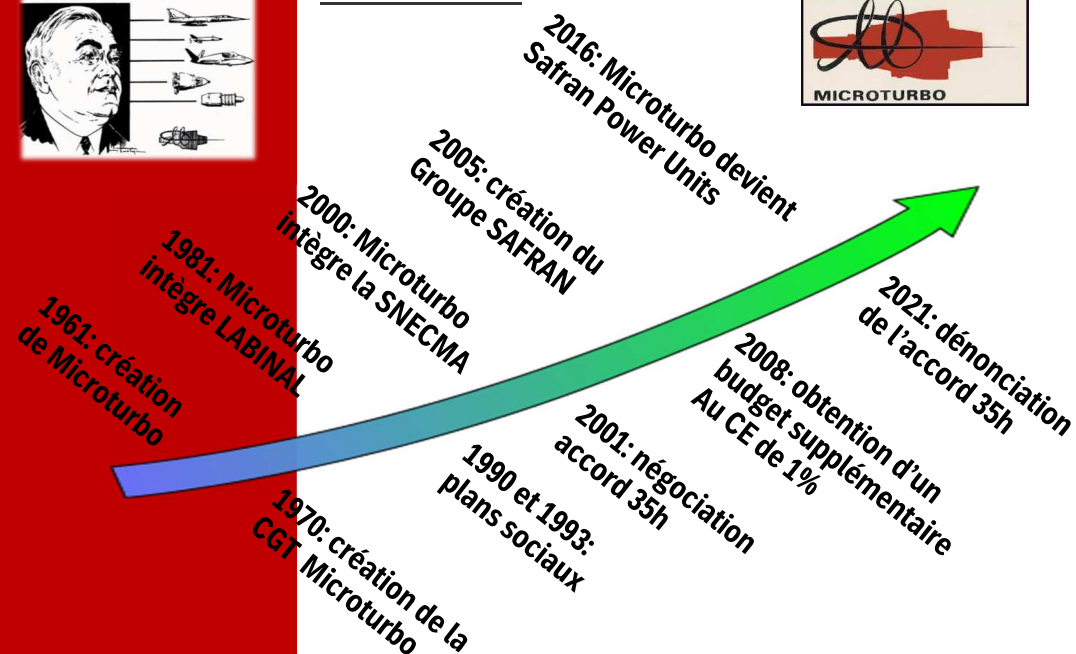 MICROTURBO
2016: Microturbo devient
Safran Power Units
2005: création du
Groupe SAFRAN
2000: Microturbo
intègre la SNECMA
1981: Microturbo
intègre LABINAL
1961: création
de Microturbo
2021: dénonciation
de l’accord 35h
2008: obtention d’un
budget supplémentaire
Au CE de 1%
2001: négociation
accord 35h
1990 et 1993:
plans sociaux
1970: création de la
CGT Microturbo